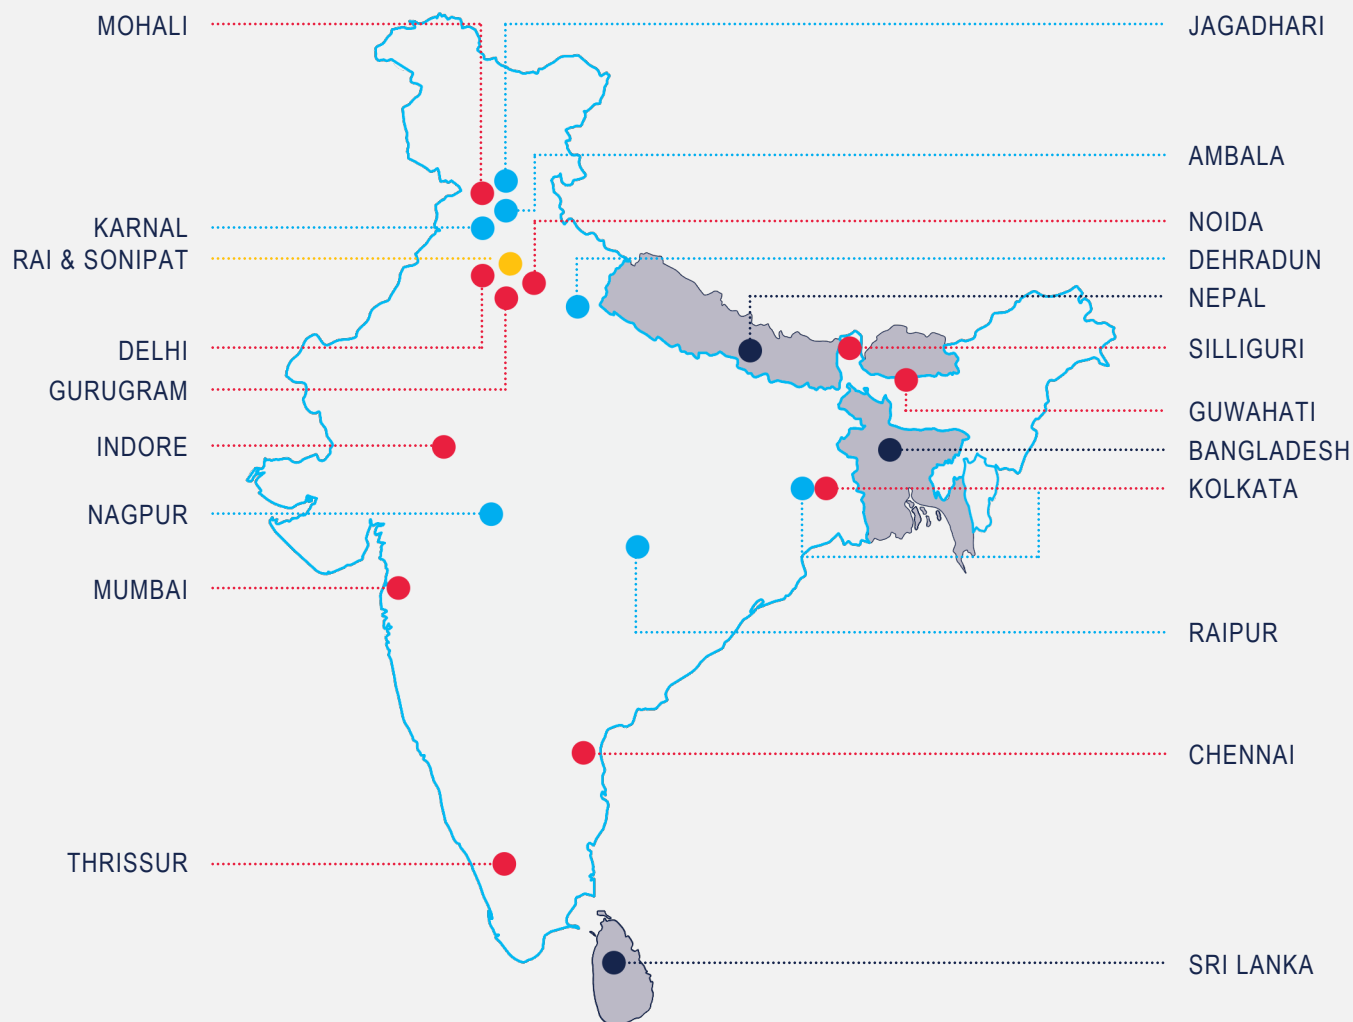 MOHALI
KARNAL
RAI & SONIPAT
DELHI
GURUGRAM
INDORE
NAGPUR
MUMBAI
THRISSUR
JAGADHARI
AMBALA
NOIDA
DEHRADUN
NEPAL
SILLIGURI
GUWAHATI
BANGLADESH
KOLKATA
RAIPUR
CHENNAI
SRI LANKA